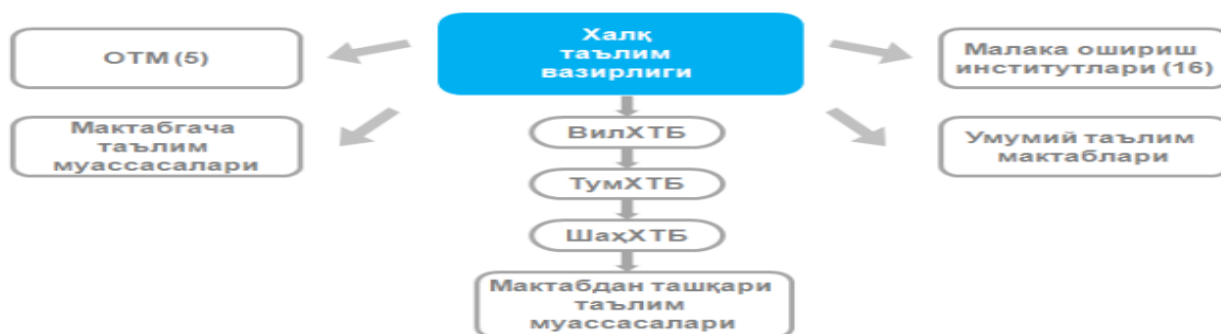 Халқ
таълим
вазирлиги
ОТМ (5)
Малака ошириш
институтлари (16)
Мактабгача
таълим
муассасалари
Умумий таълим
мактаблари
ВилХТБ
ТумХТБ
ШаҳХТБ
Мактабдан ташқари
таълим
муассасалари